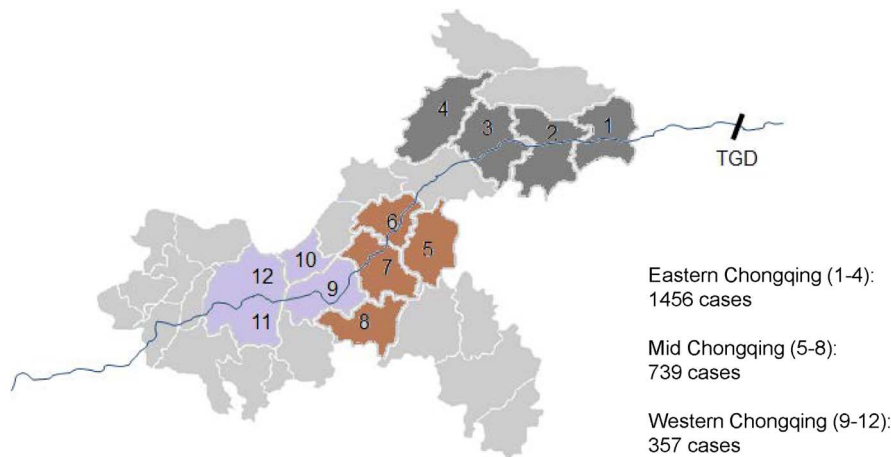 4
3
2
1
TGD
6
5
10
7
12
9
11
8
Eastern Chongqing (1-4):
1456 cases
Mid Chongqing (5-8):
739 cases
Western Chongqing (9-12):
357 cases